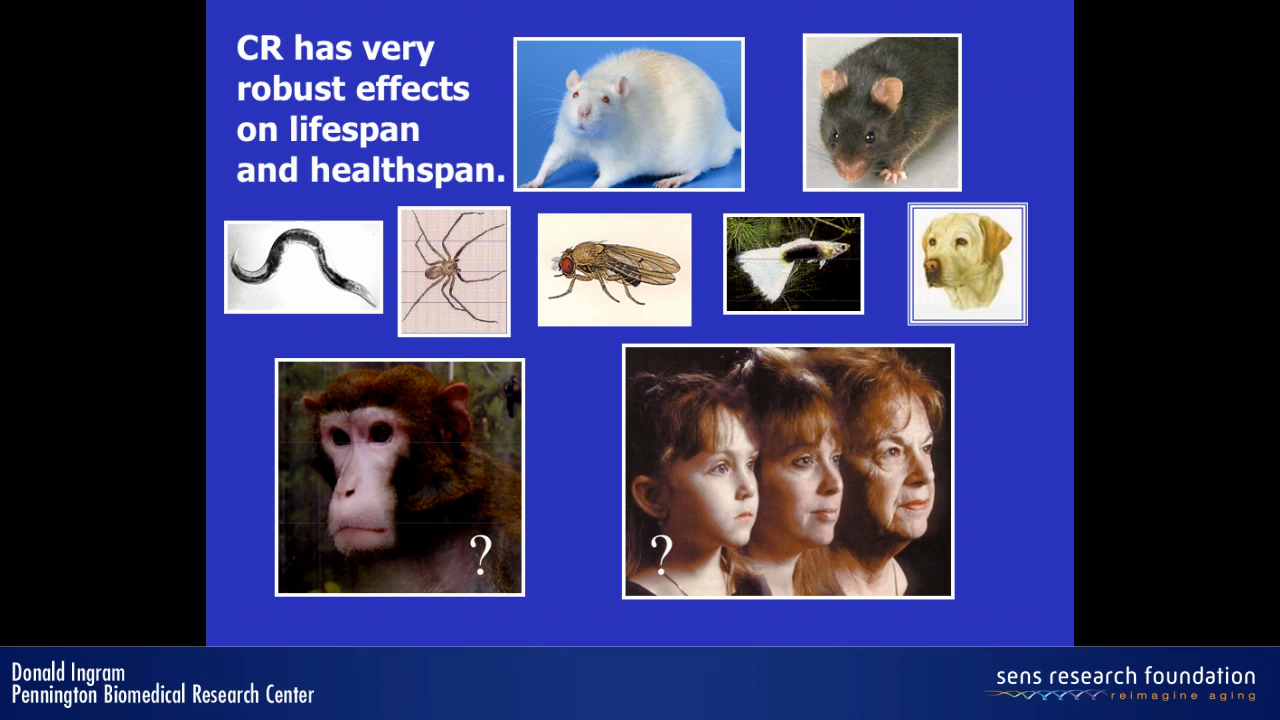 CR has very
robust effects
on lifespan
and healthspan.
?
?
Donald Ingram
Pennington Biomedical Research Center
sens research foundation
reimagine aging